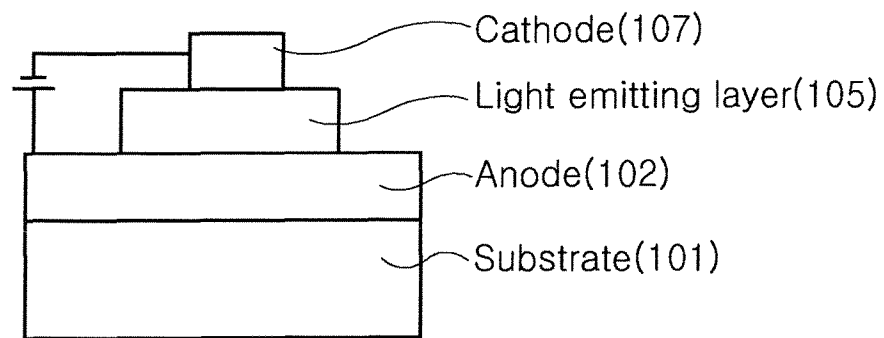 Cathode(107)
Light emitting layer(105)
Anode(102)
Substrate(101)